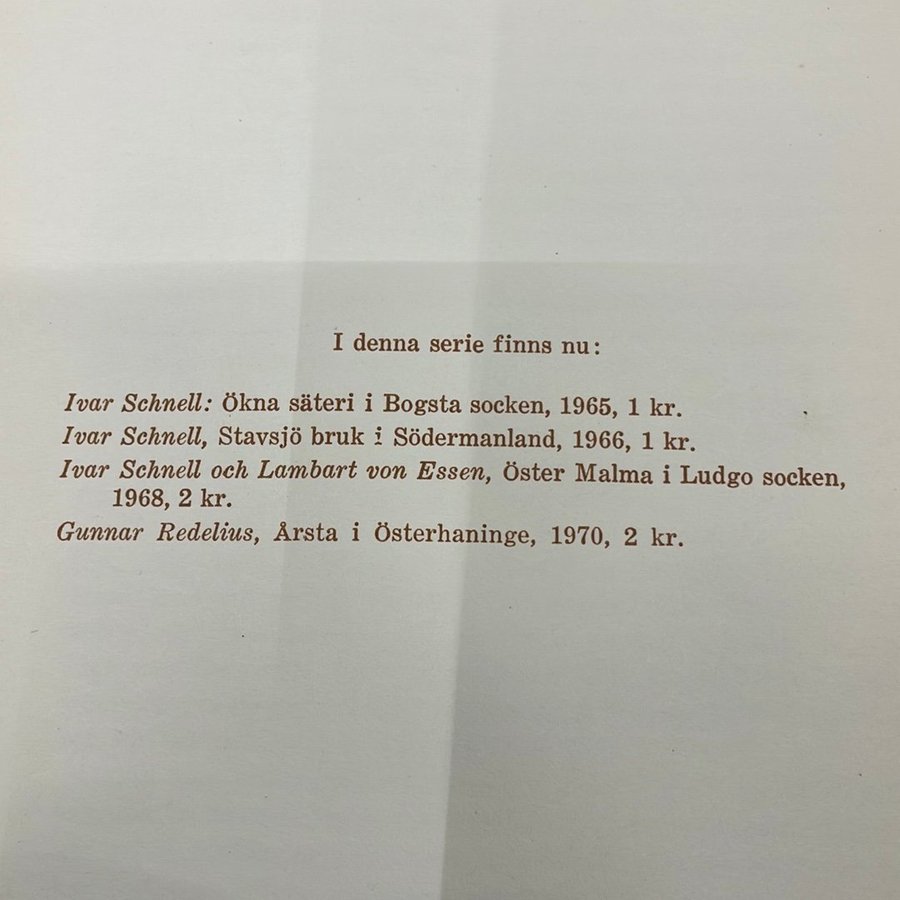 I denna serie finns nu:
Ivar Schnell: Ökna säteri i Bogsta socken, 1965, 1 kr.
Ivar Schnell, Stavsjö bruk i Södermanland, 1966, 1 kr.
Ivar Schnell och Lambart von Essen, Öster Malma i Ludgo socken,
1968, 2 kr.
Gunnar Redelius, Årsta i Österhaninge, 1970, 2 kr.